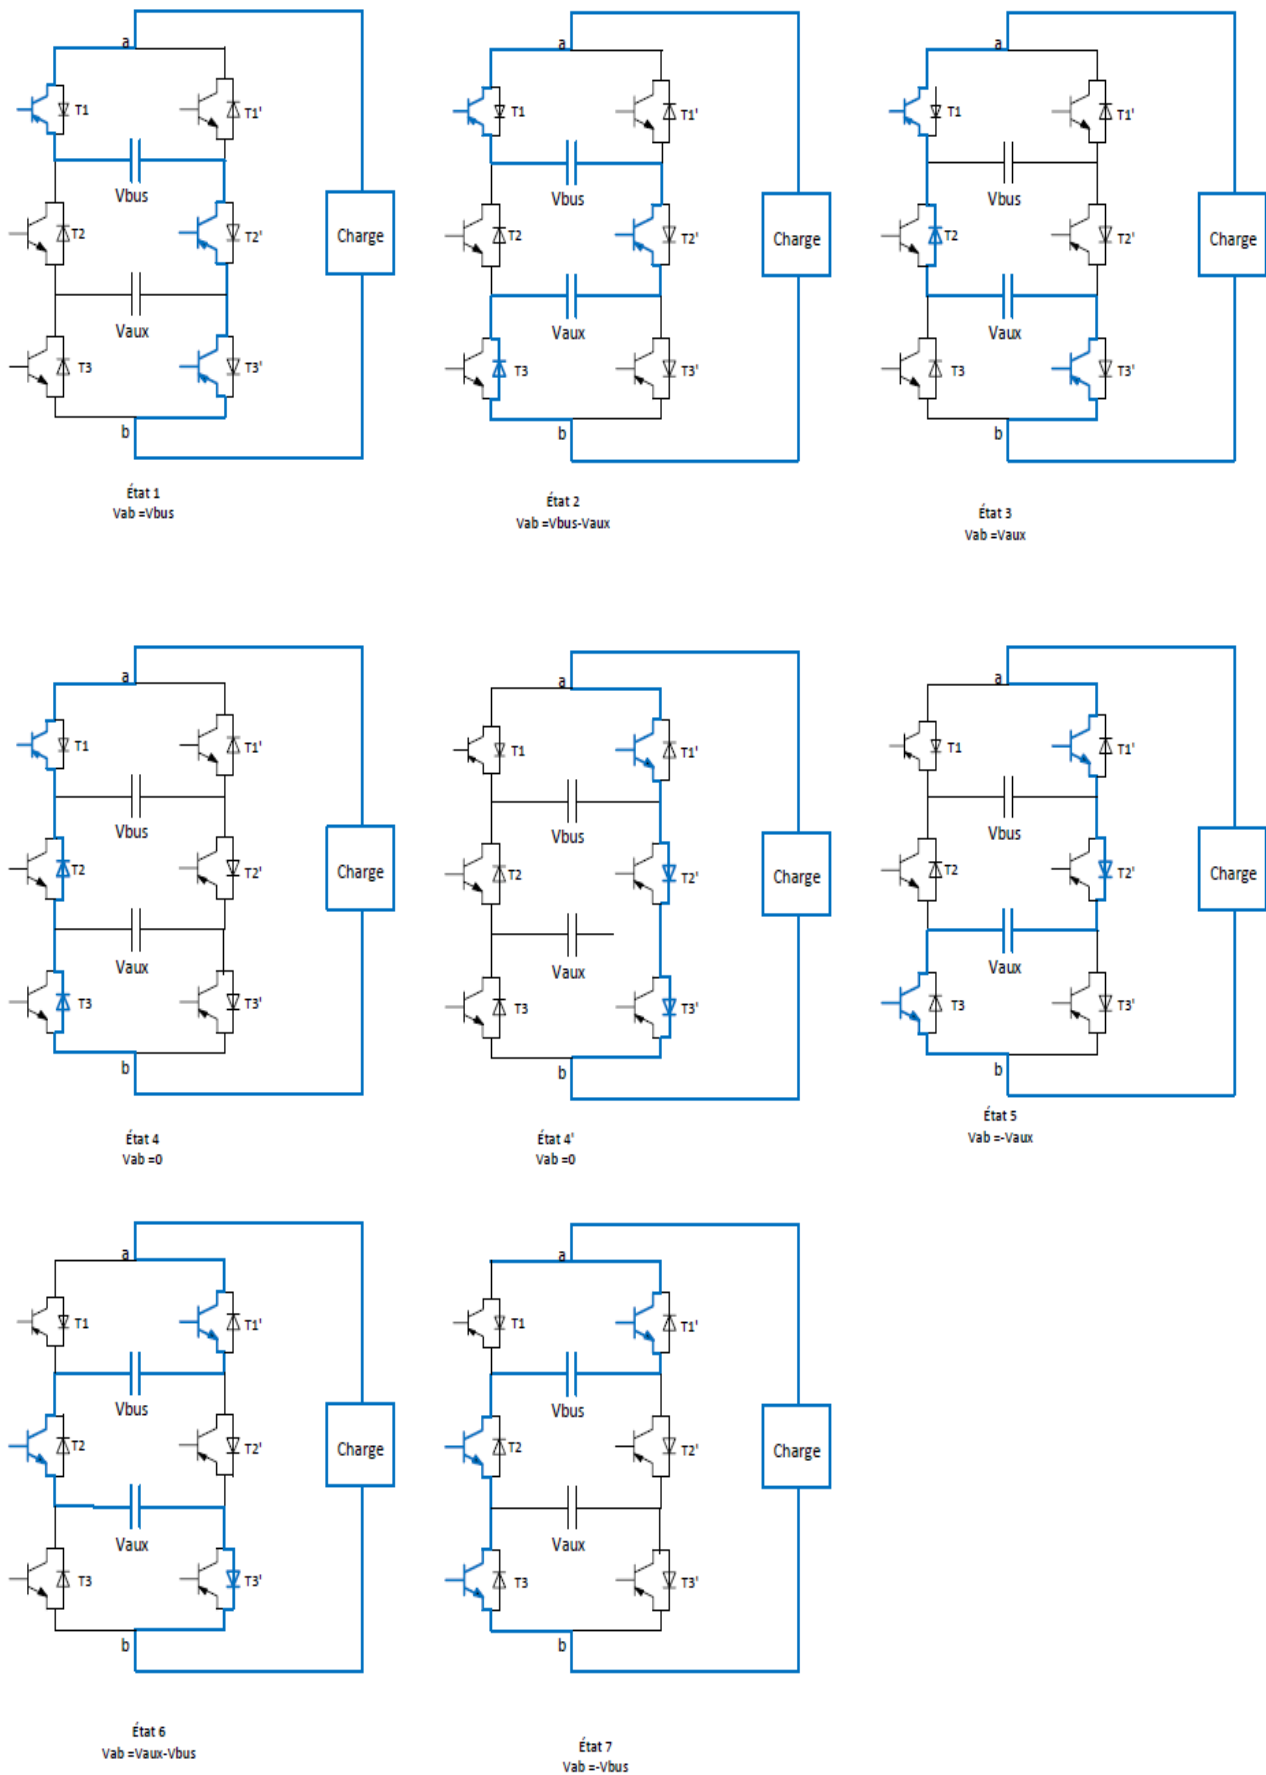 a
T1
T1'
Vbus
T2
T2'
Charge
Vaux
T3
T3'
b
État 1
Vab =Vbus
a
T1
T1'
Vbus
T2
T2'
Charge
Vaux
T3
T3'
b
État 2
Vab =Vbus-Vaux
a
T1
T1'
Vbus
T2
T2'
Charge
Vaux
T3
T3'
b
État 3
Vab =Vaux
a
T1
T1'
Vbus
T2
T2'
Charge
Vaux
T3
T3'
b
État 4
Vab =0
a
T1
T1'
Vbus
T2
T2'
Charge
Vaux
T3
T3'
b
État 4'
Vab =0
a
T1
T1'
Vbus
T2
T2'
Charge
Vaux
T3
T3'
b
État 5
Vab =-Vaux
a
T1
T1'
Vbus
T2
T2'
Charge
Vaux
T3
T3'
b
État 6
Vab =Vaux-Vbus
a
T1
T1'
Vbus
T2
T2'
Charge
Vaux
T3
T3'
b
État 7
Vab =-Vbus